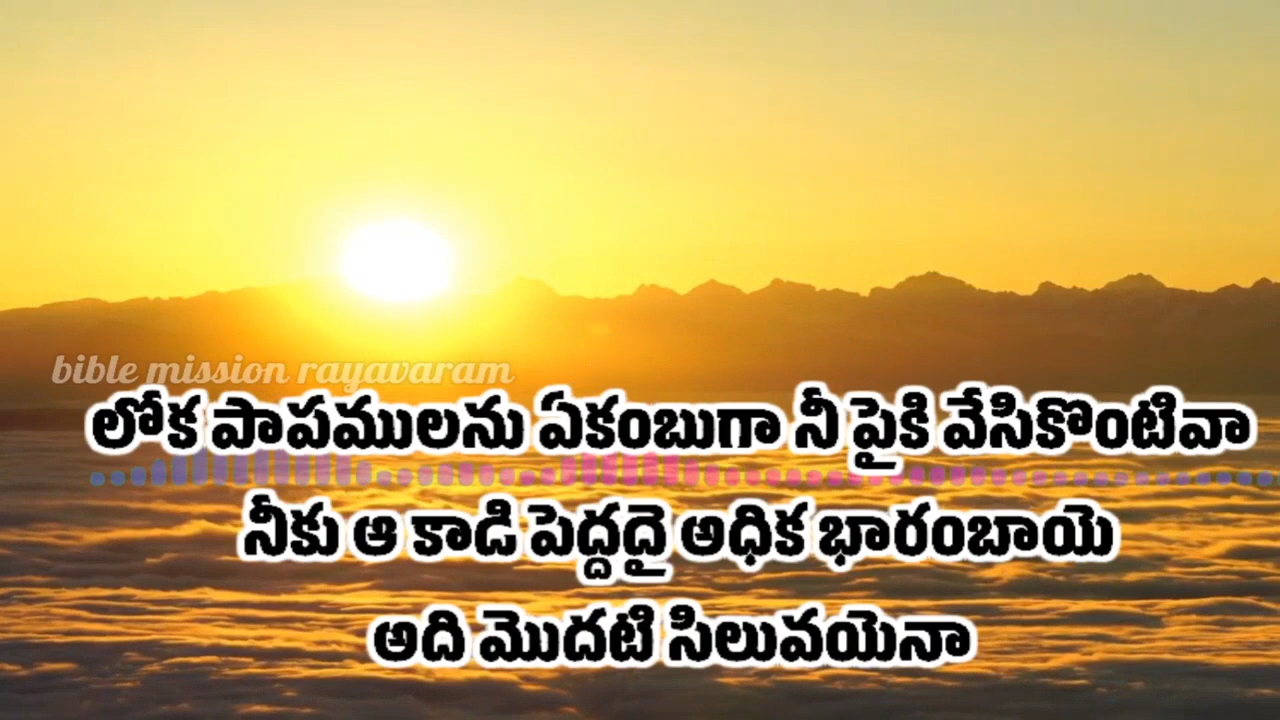 bible mission rayavaram
లోక పాపములను ఏకంబుగా నీ పైకి వేసికొంటివా
నీకు ఆ కాడి పెద్దదై అధిక భారంబాయె
అది మొదటి సిలువయెనా